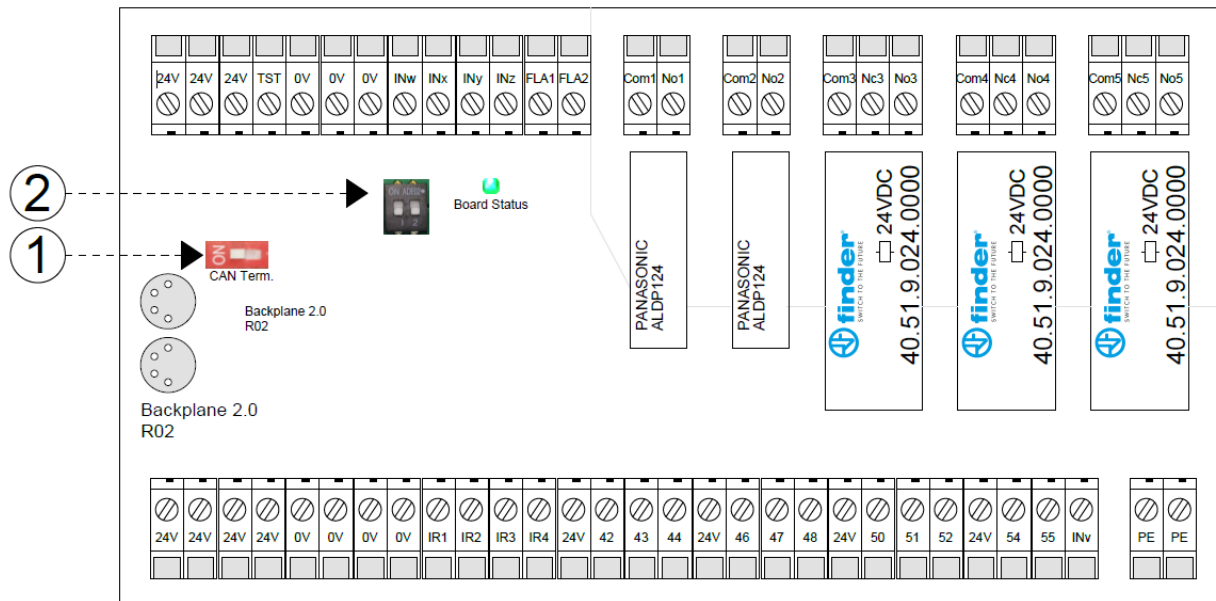 24V 24V 24V TST 0V 0V 0V INw INx INy INz FLA1 FLA2 Com1 No1 Com2 No2 Com3 Nc3 No3 Com4 Nc4 No4 Com5 Nc5 No5
2
ON
1 2
Board Status
1
ON
CAN Term.
Backplane 2.0
R02
Backplane 2.0
R02
PANASONIC
ALDP124
PANASONIC
ALDP124
finder
SWITCH TO THE FUTURE
24VDC
40.51.9.024.0000
finder
SWITCH TO THE FUTURE
24VDC
40.51.9.024.0000
finder
SWITCH TO THE FUTURE
24VDC
40.51.9.024.0000
24V 24V 24V 24V 0V 0V 0V 0V IR1 IR2 IR3 IR4 24V 42 43 44 24V 46 47 48 24V 50 51 52 24V 54 55 INv PE PE